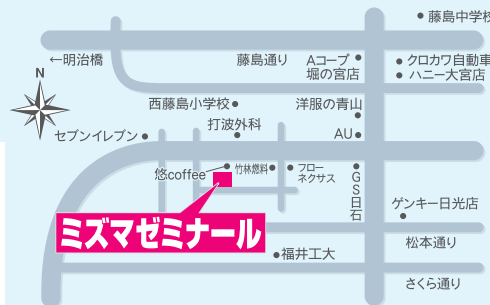 藤島中学校
←明治橋
藤島通り
Aコープ
堀の宮店
クロカワ自動車
ハニー大宮店
N
西藤島小学校
洋服の青山
打波外科
セブンイレブン
AU
悠coffee
竹林燃料
フロー
ネクサス
GS日石
ゲンキー日光店
ミズマゼミナール
松本通り
福井工大
さくら通り